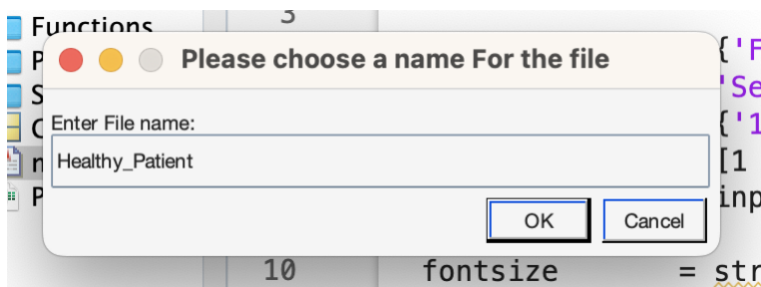 Functions
3
Please choose a name For the file
{'F
'Se
Enter File name:
{'1
Healthy_Patient
[1
inp
OK
Cancel
10
fontsize = str